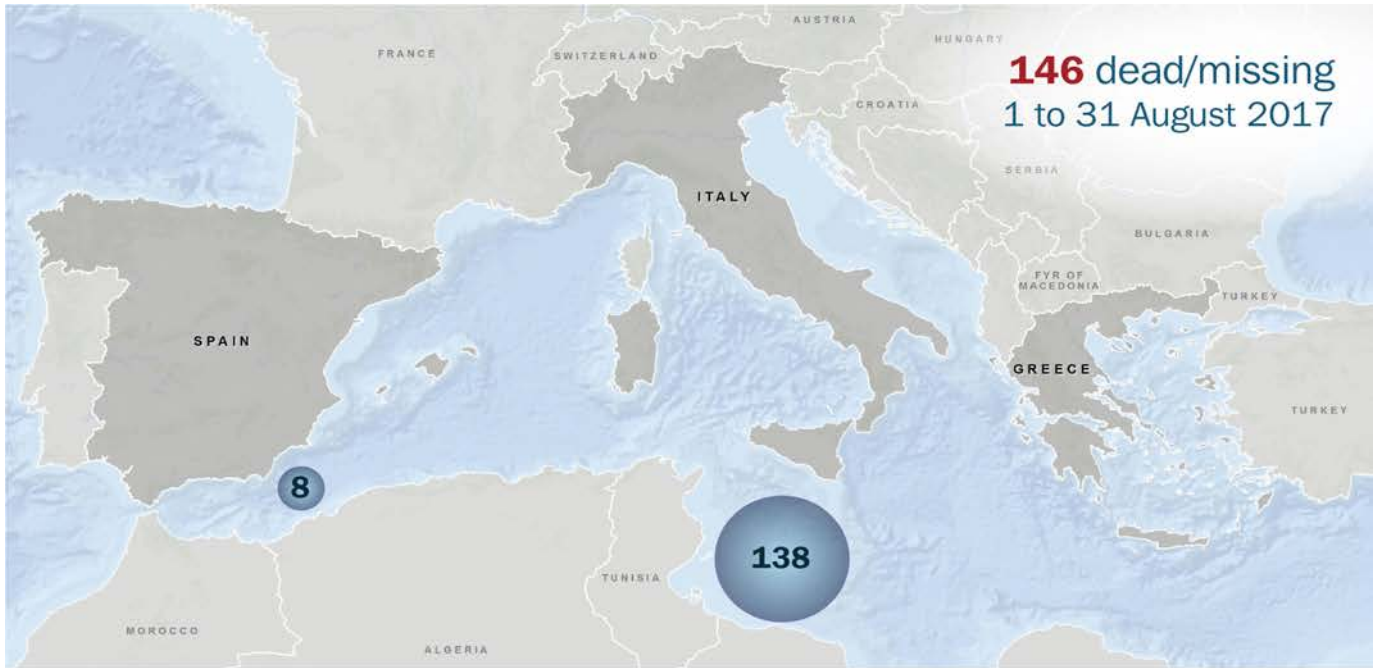 AUSTRIA
HUNGARY
FRANCE
SWITZERLAND
146 dead/missing
1 to 31 August 2017
CROATIA
SERBIA
ITALY
BULGARIA
FYR OF
MACEDONIA
TURKEY
SPAIN
GREECE
TURKEY
8
138
TUNISIA
MOROCCO
ALGERIA